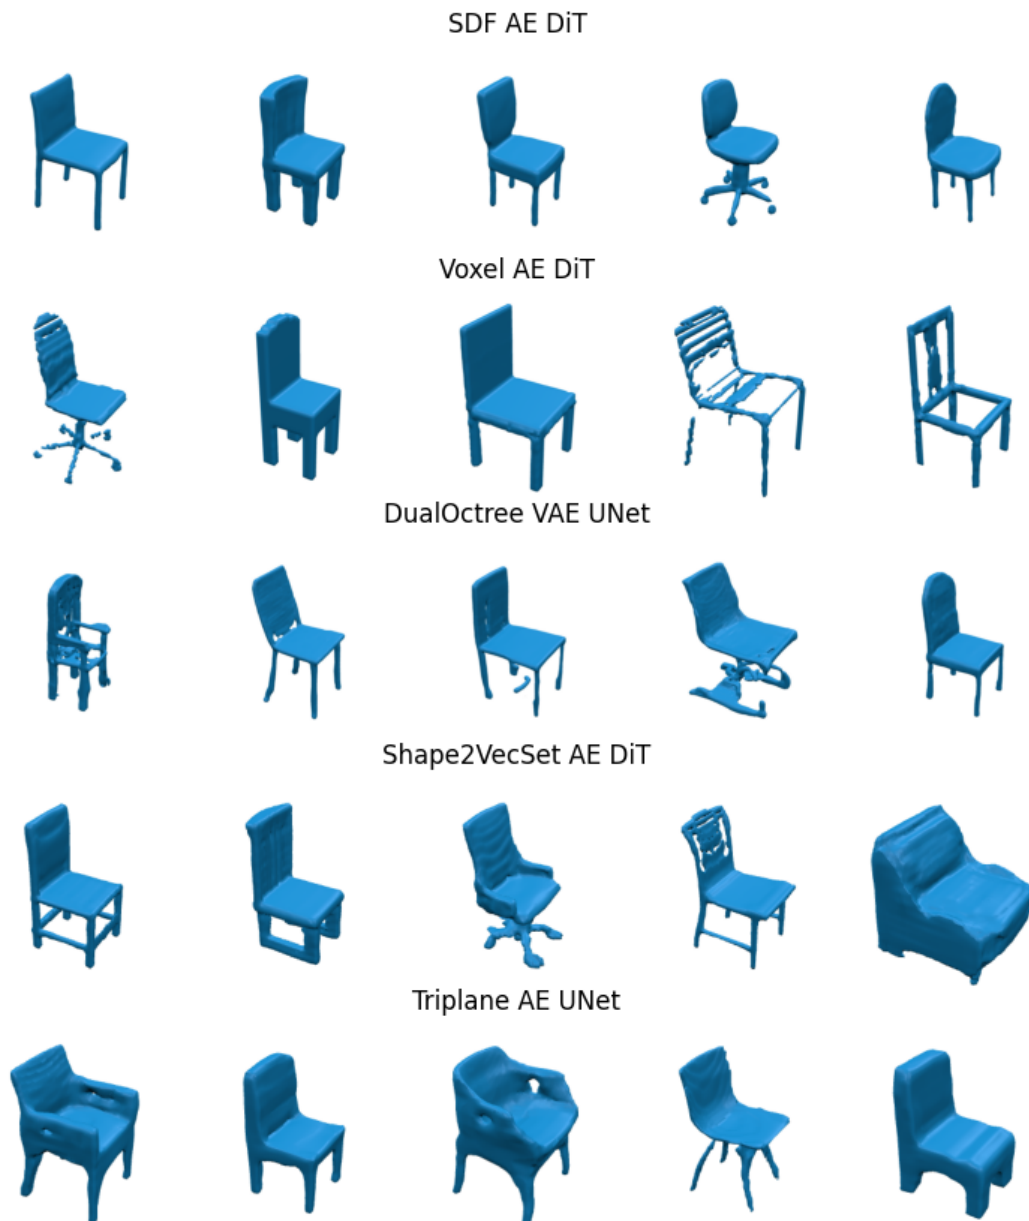 SDF AE DiT
Voxel AE DiT
DualOctree VAE UNet
Shape2VecSet AE DiT
Triplane AE UNet